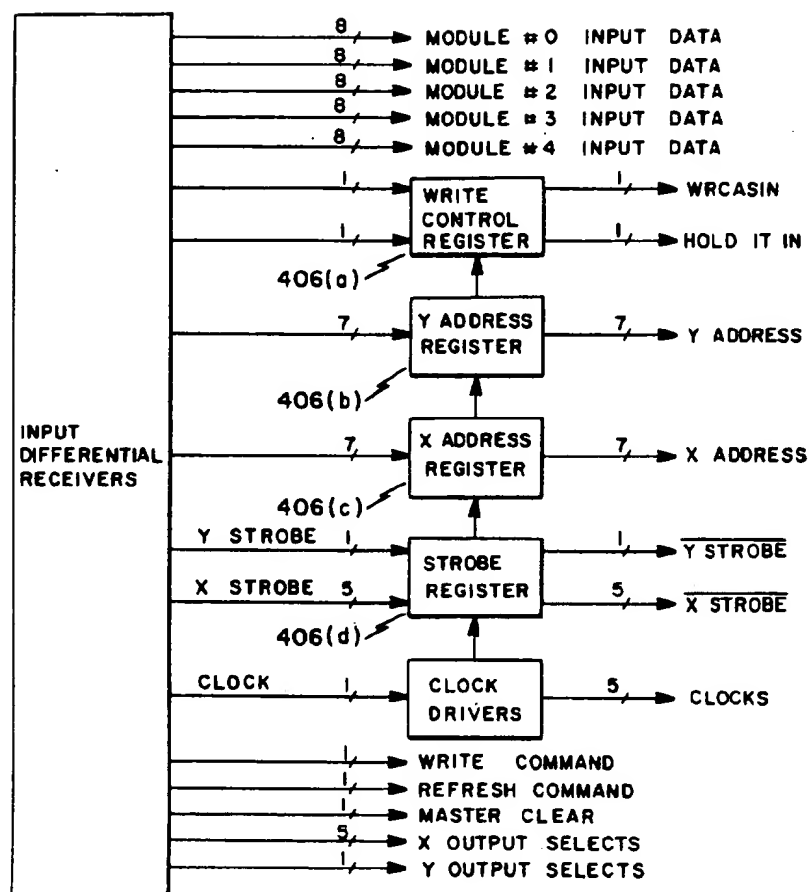 8 MODULE #0 INPUT DATA
8 MODULE #1 INPUT DATA
8 MODULE #2 INPUT DATA
8 MODULE #3 INPUT DATA
8 MODULE #4 INPUT DATA
1 WRITE CONTROL REGISTER 1 WRCASIN
1 1 HOLD IT IN
406(a)
7 Y ADDRESS REGISTER 7 Y ADDRESS
406(b)
INPUT DIFFERENTIAL RECEIVERS
7 X ADDRESS REGISTER 7 X ADDRESS
406(c)
Y STROBE 1 STROBE REGISTER 1 Y STROBE
X STROBE 5 5 X STROBE
406(d)
CLOCK 1 CLOCK DRIVERS 5 CLOCKS
1 WRITE COMMAND
1 REFRESH COMMAND
1 MASTER CLEAR
5 X OUTPUT SELECTS
1 Y OUTPUT SELECTS